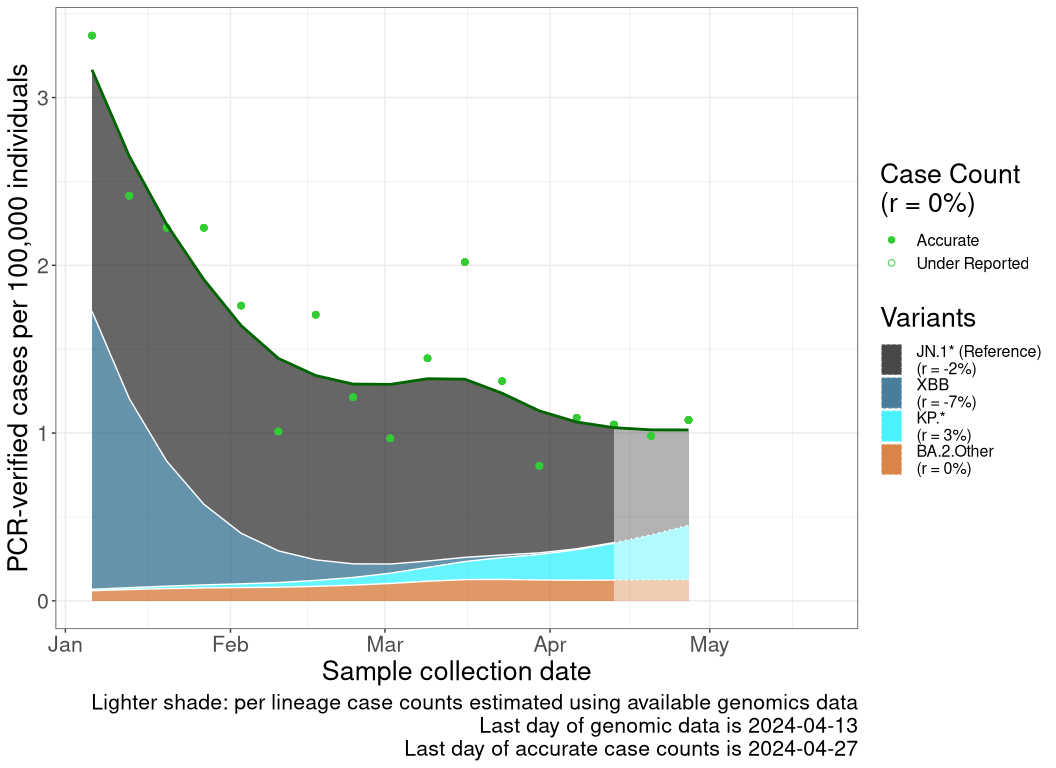 PCR-verified cases per 100,000 individuals
3
2
1
0
Jan Feb Mar Apr May
Sample collection date
Lighter shade: per lineage case counts estimated using available genomics data
Last day of genomic data is 2024-04-13
Last day of accurate case counts is 2024-04-27
Case Count
(r = 0%)
Accurate
Under Reported
Variants
JN.1* (Reference)
(r = -2%)
XBB
(r = -7%)
KP.*
(r = 3%)
BA.2.Other
(r = 0%)